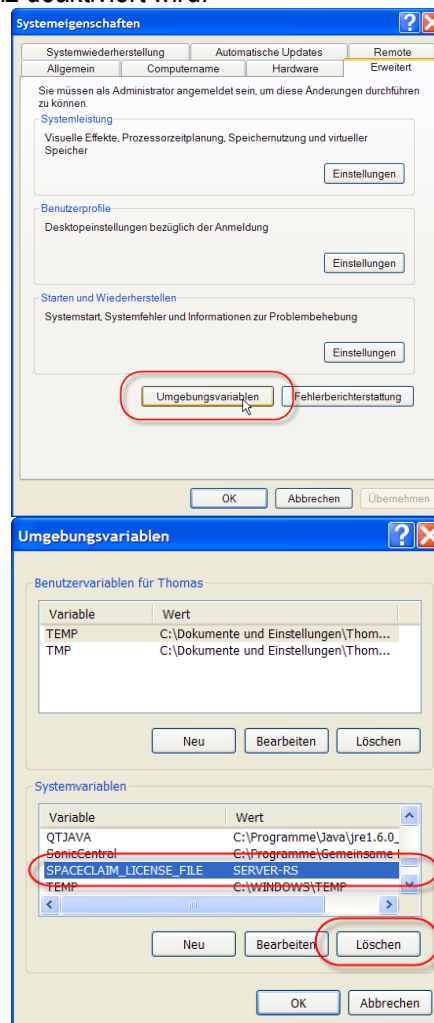 deaktiviert wird.
Systemeigenschaften
Systemwiederherstellung Automatische Updates Remote
Allgemein Computername Hardware Erweitert
Sie müssen als Administrator angemeldet sein, um diese Änderungen durchführen
zu können.
Systemleistung
Visuelle Effekte, Prozessorzeitplanung, Speichernutzung und virtueller
Speicher
Einstellungen
Benutzerprofile
Desktopeinstellungen bezüglich der Anmeldung
Einstellungen
Starten und Wiederherstellen
Systemstart, Systemfehler und Informationen zur Problembehebung
Einstellungen
Umgebungsvariablen Fehlerberichterstattung
OK Abbrechen Übernehmen
Umgebungsvariablen
Benutzervariablen für Thomas
Variable Wert
TEMP C:\Dokumente und Einstellungen\Thom...
TMP C:\Dokumente und Einstellungen\Thom...
Neu Bearbeiten Löschen
Systemvariablen
Variable Wert
QTJAVA C:\Programme\Java\jre1.6.0_
SonicCentral C:\Programme\Gemeinsame
SPACECLAIM_LICENSE_FILE SERVER-RS
TEMP C:\WINDOWS\TEMP
Neu Bearbeiten Löschen
OK Abbrechen